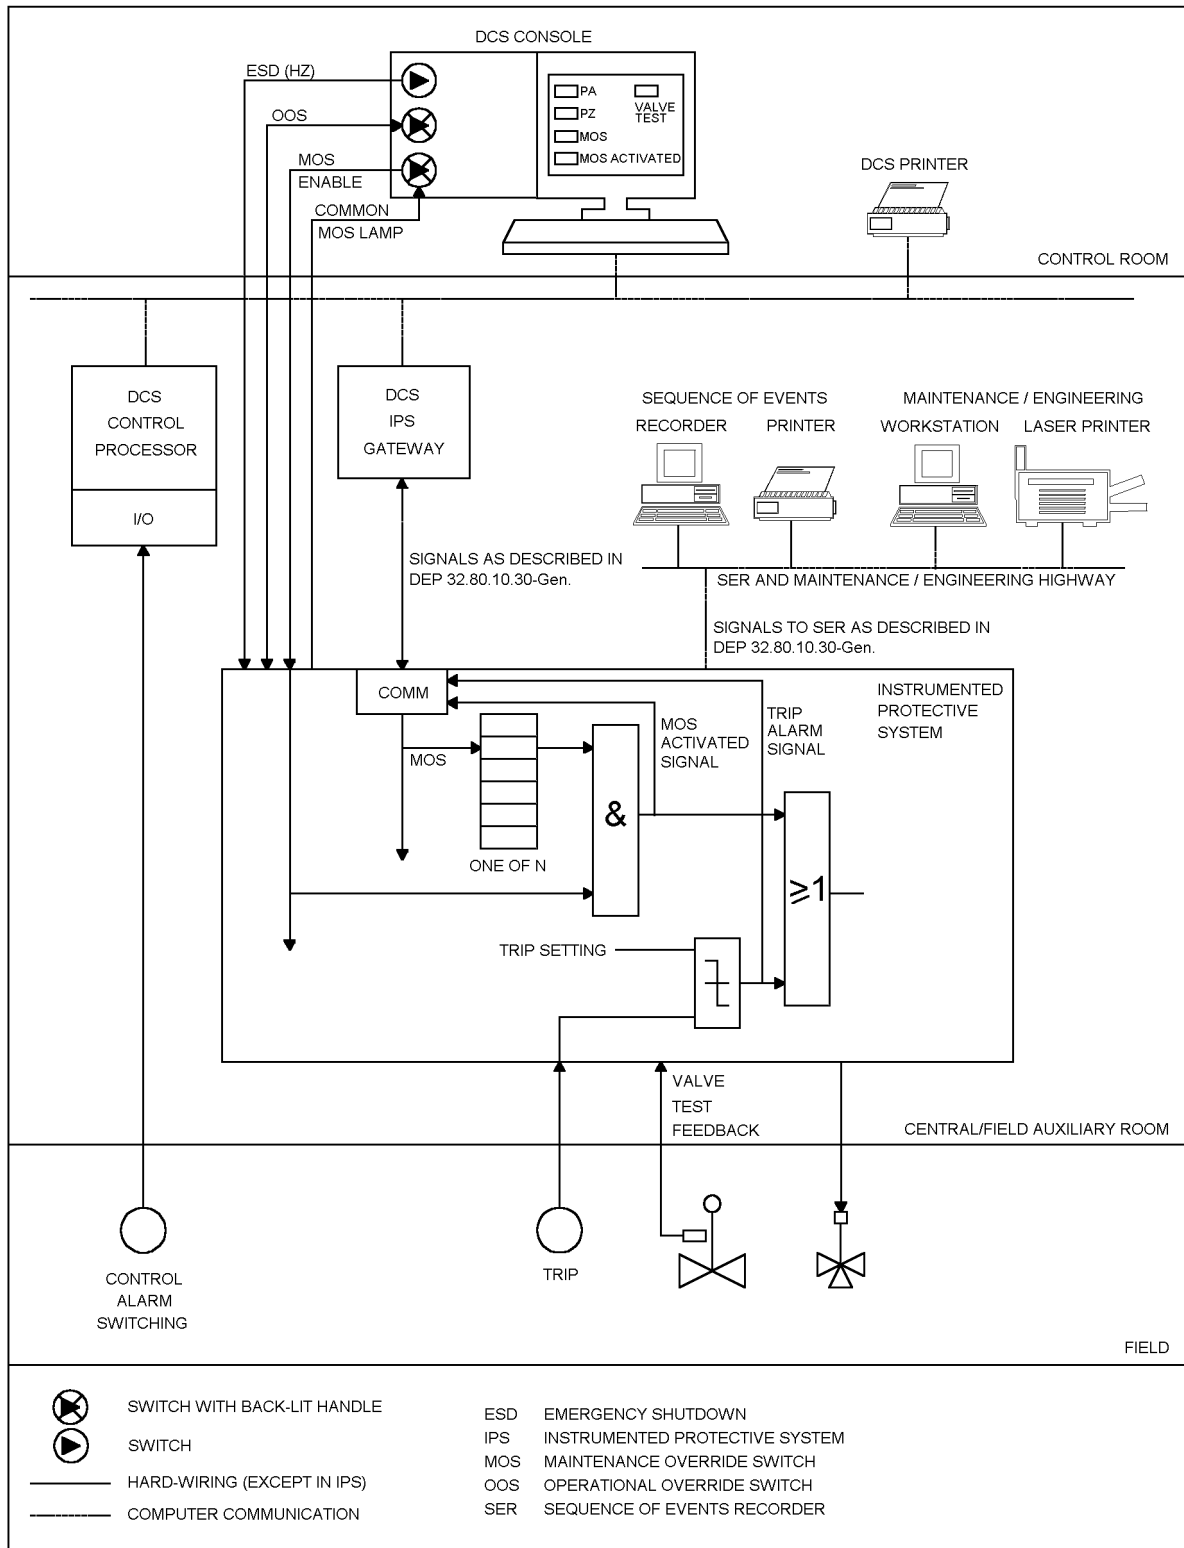 DCS CONSOLE
ESD (HZ)
OOS
MOS
ENABLE
COMMON
MOS LAMP
PA
PZ
MOS
MOS ACTIVATED
VALVE
TEST
DCS PRINTER
CONTROL ROOM
DCS
CONTROL
PROCESSOR
I/O
DCS
IPS
GATEWAY
SEQUENCE OF EVENTS
RECORDER
PRINTER
MAINTENANCE / ENGINEERING
WORKSTATION
LASER PRINTER
SIGNALS AS DESCRIBED IN
DEP 32.80.10.30-Gen.
SER AND MAINTENANCE / ENGINEERING HIGHWAY
SIGNALS TO SER AS DESCRIBED IN
DEP 32.80.10.30-Gen.
COMM
INSTRUMENTED
PROTECTIVE
SYSTEM
MOS
MOS
ACTIVATED
SIGNAL
TRIP
ALARM
SIGNAL
&
ONE OF N
≥1
TRIP SETTING
VALVE
TEST
FEEDBACK
CENTRAL/FIELD AUXILIARY ROOM
CONTROL
ALARM
SWITCHING
TRIP
FIELD
SWITCH WITH BACK-LIT HANDLE
SWITCH
HARD-WIRING (EXCEPT IN IPS)
COMPUTER COMMUNICATION
ESD EMERGENCY SHUTDOWN
IPS INSTRUMENTED PROTECTIVE SYSTEM
MOS MAINTENANCE OVERRIDE SWITCH
OOS OPERATIONAL OVERRIDE SWITCH
SER SEQUENCE OF EVENTS RECORDER